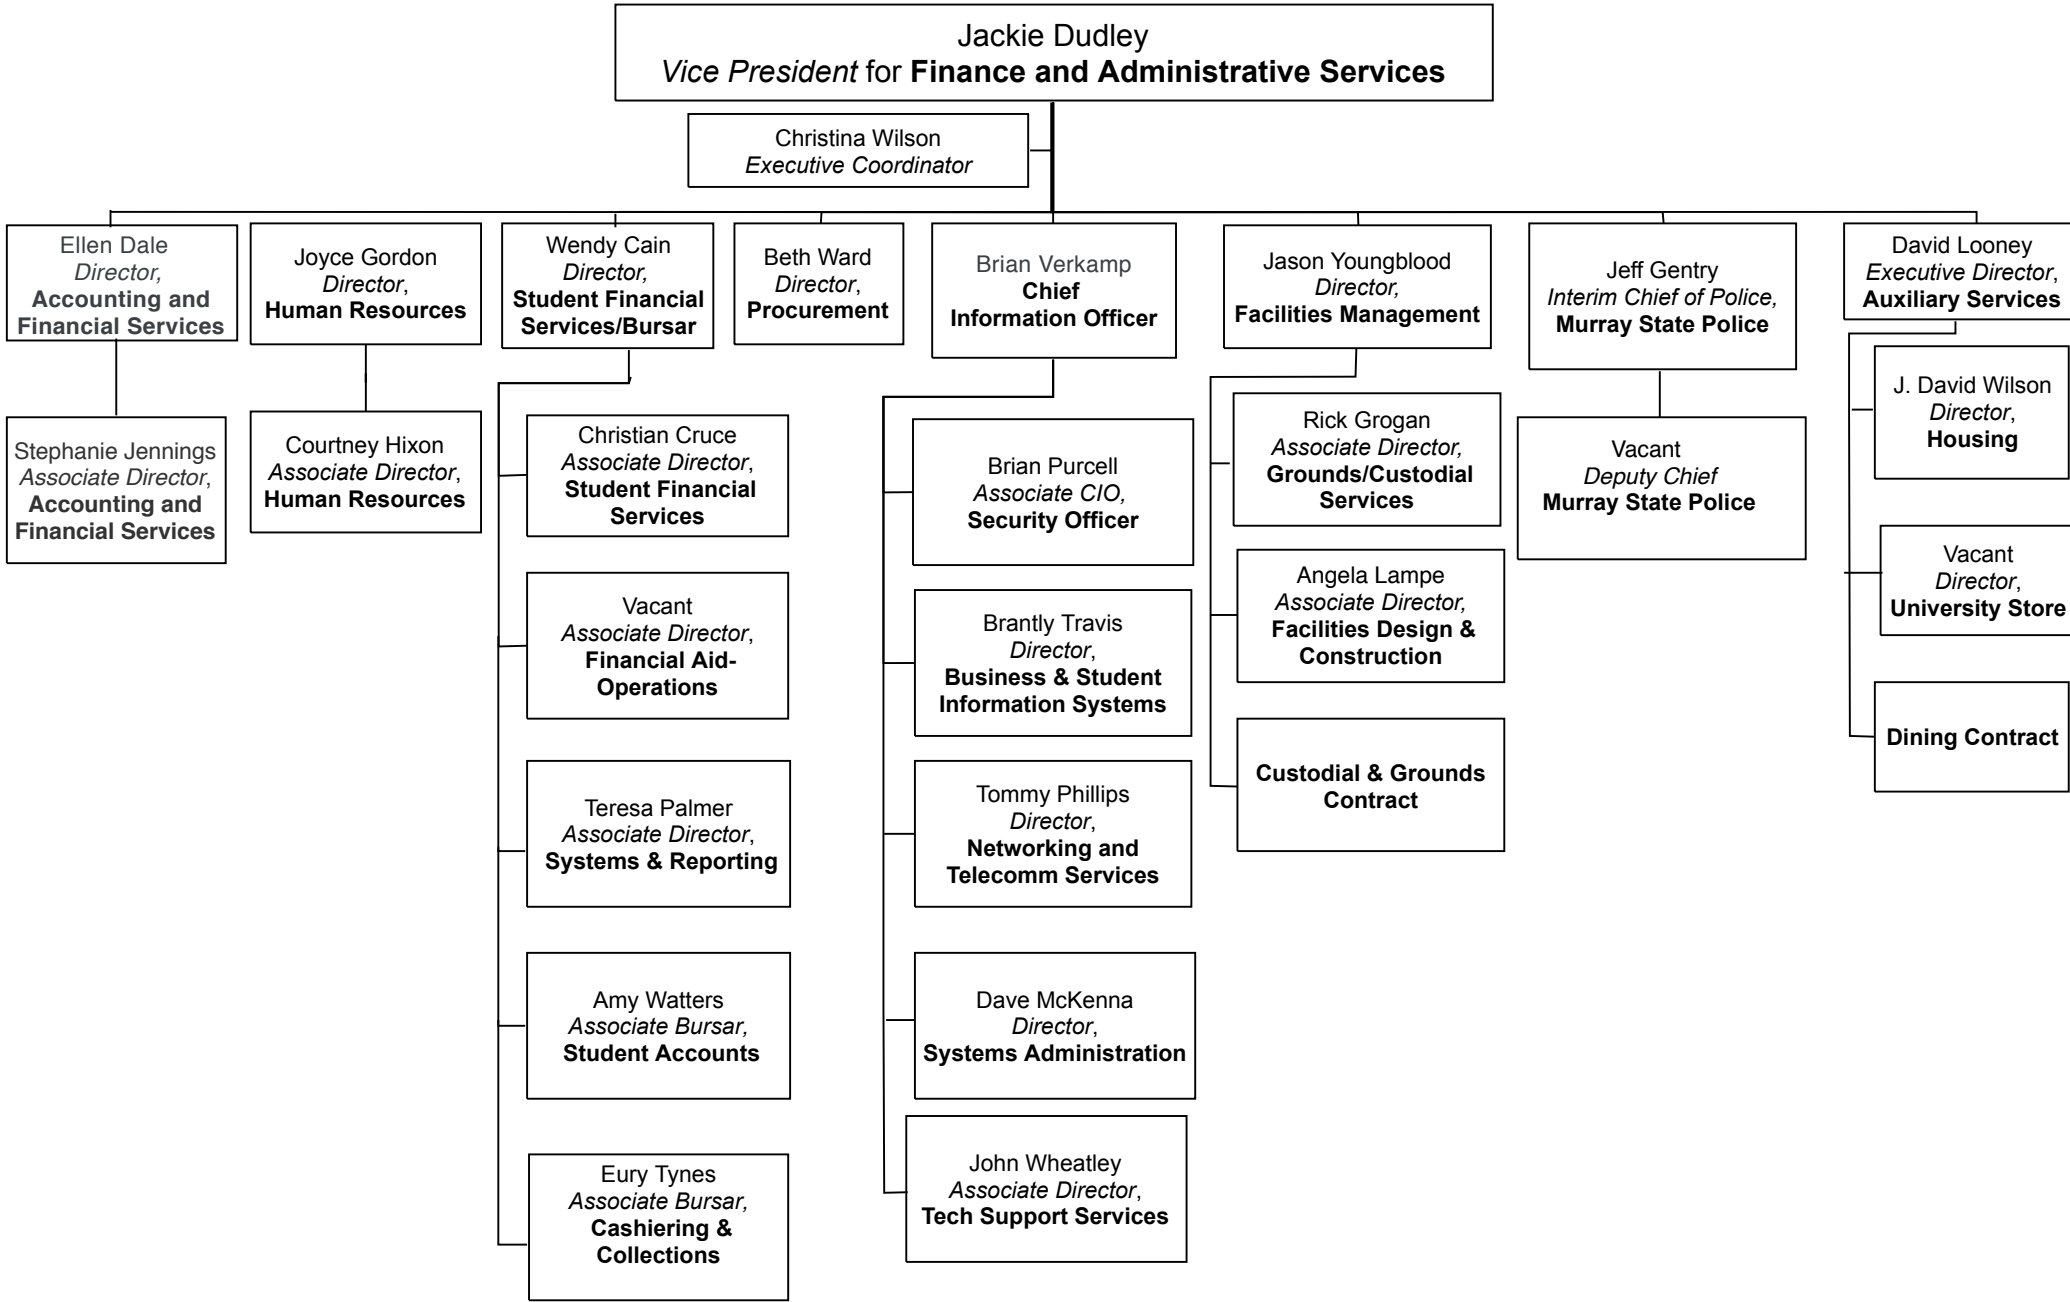 Jackie Dudley
Vice President for Finance and Administrative Services
Christina Wilson
Executive Coordinator
Ellen Dale
Director,
Accounting and
Financial Services
Joyce Gordon
Director,
Human Resources
Wendy Cain
Director,
Student Financial
Services/Bursar
Beth Ward
Director,
Procurement
Brian Verkamp
Chief
Information Officer
Jason Youngblood
Director,
Facilities Management
Jeff Gentry
Interim Chief of Police,
Murray State Police
David Looney
Executive Director,
Auxiliary Services
Stephanie Jennings
Associate Director,
Accounting and
Financial Services
Courtney Hixon
Associate Director,
Human Resources
Christian Cruce
Associate Director,
Student Financial
Services
Vacant
Associate Director,
Financial Aid-
Operations
Teresa Palmer
Associate Director,
Systems & Reporting
Amy Watters
Associate Bursar,
Student Accounts
Eury Tynes
Associate Bursar,
Cashiering &
Collections
Brian Purcell
Associate CIO,
Security Officer
Brantly Travis
Director,
Business & Student
Information Systems
Tommy Phillips
Director,
Networking and
Telecomm Services
Dave McKenna
Director,
Systems Administration
John Wheatley
Associate Director,
Tech Support Services
Rick Grogan
Associate Director,
Grounds/Custodial
Services
Angela Lampe
Associate Director,
Facilities Design &
Construction
Custodial & Grounds
Contract
Vacant
Deputy Chief
Murray State Police
J. David Wilson
Director,
Housing
Vacant
Director,
University Store
Dining Contract